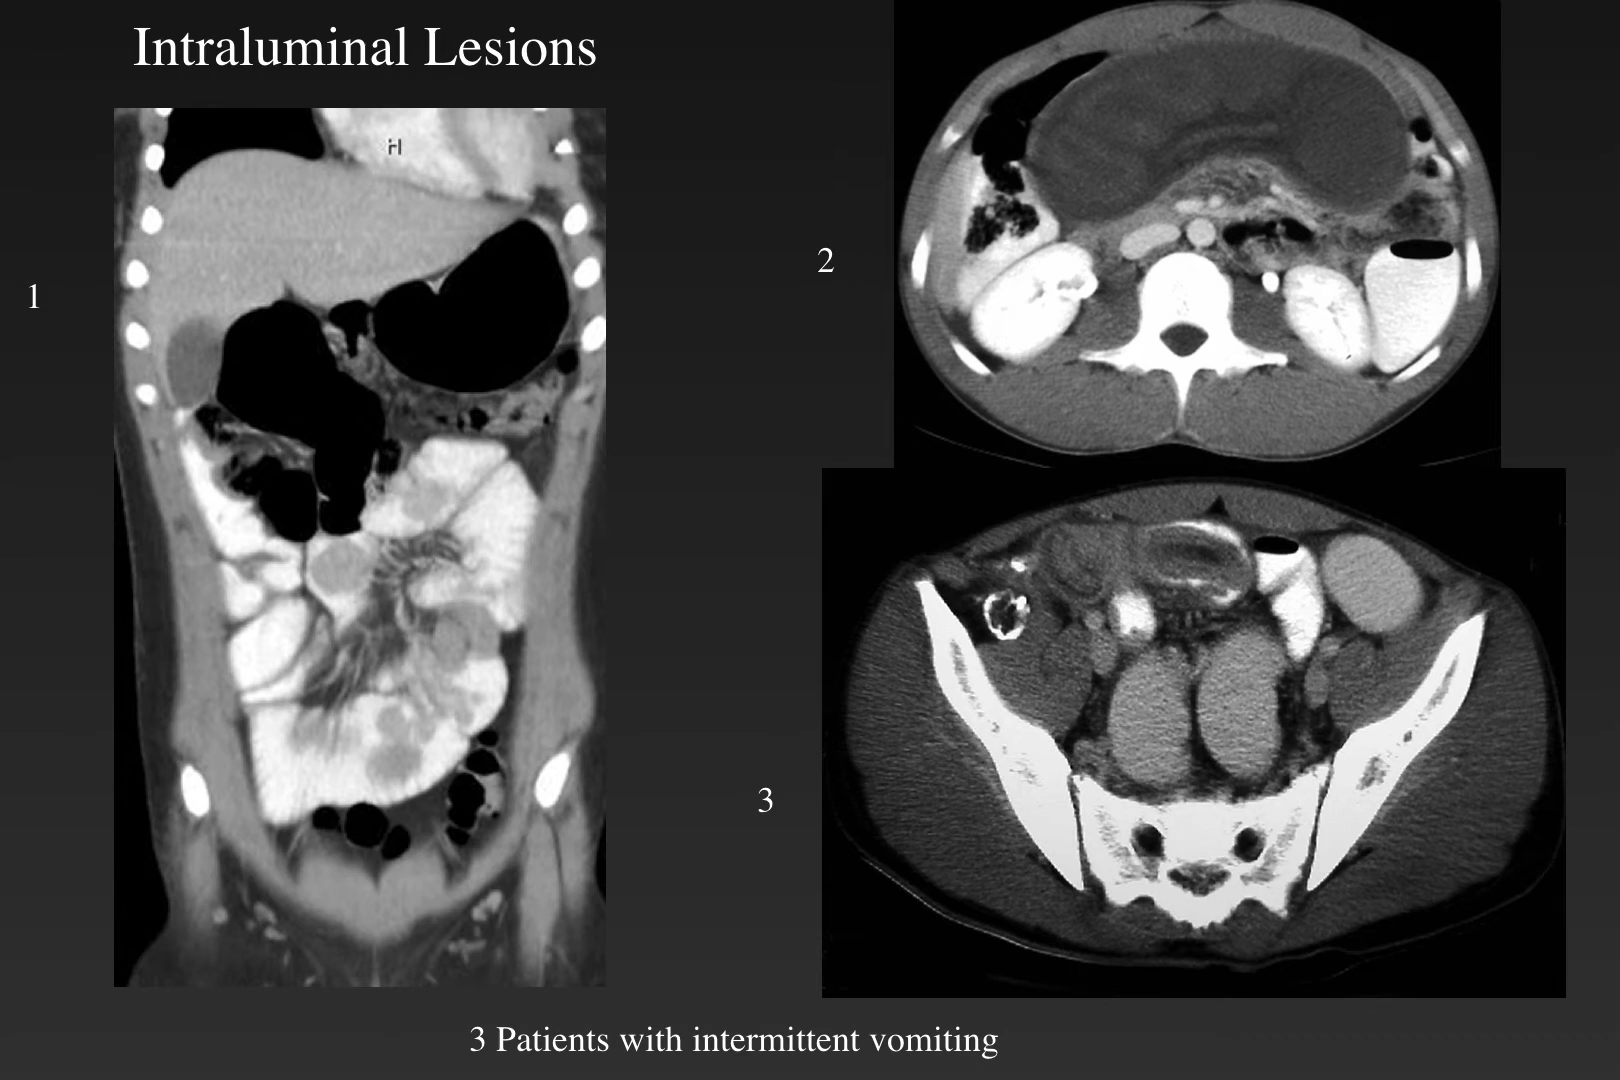 Intraluminal Lesions
H
1
2
3
3 Patients with intermittent vomiting